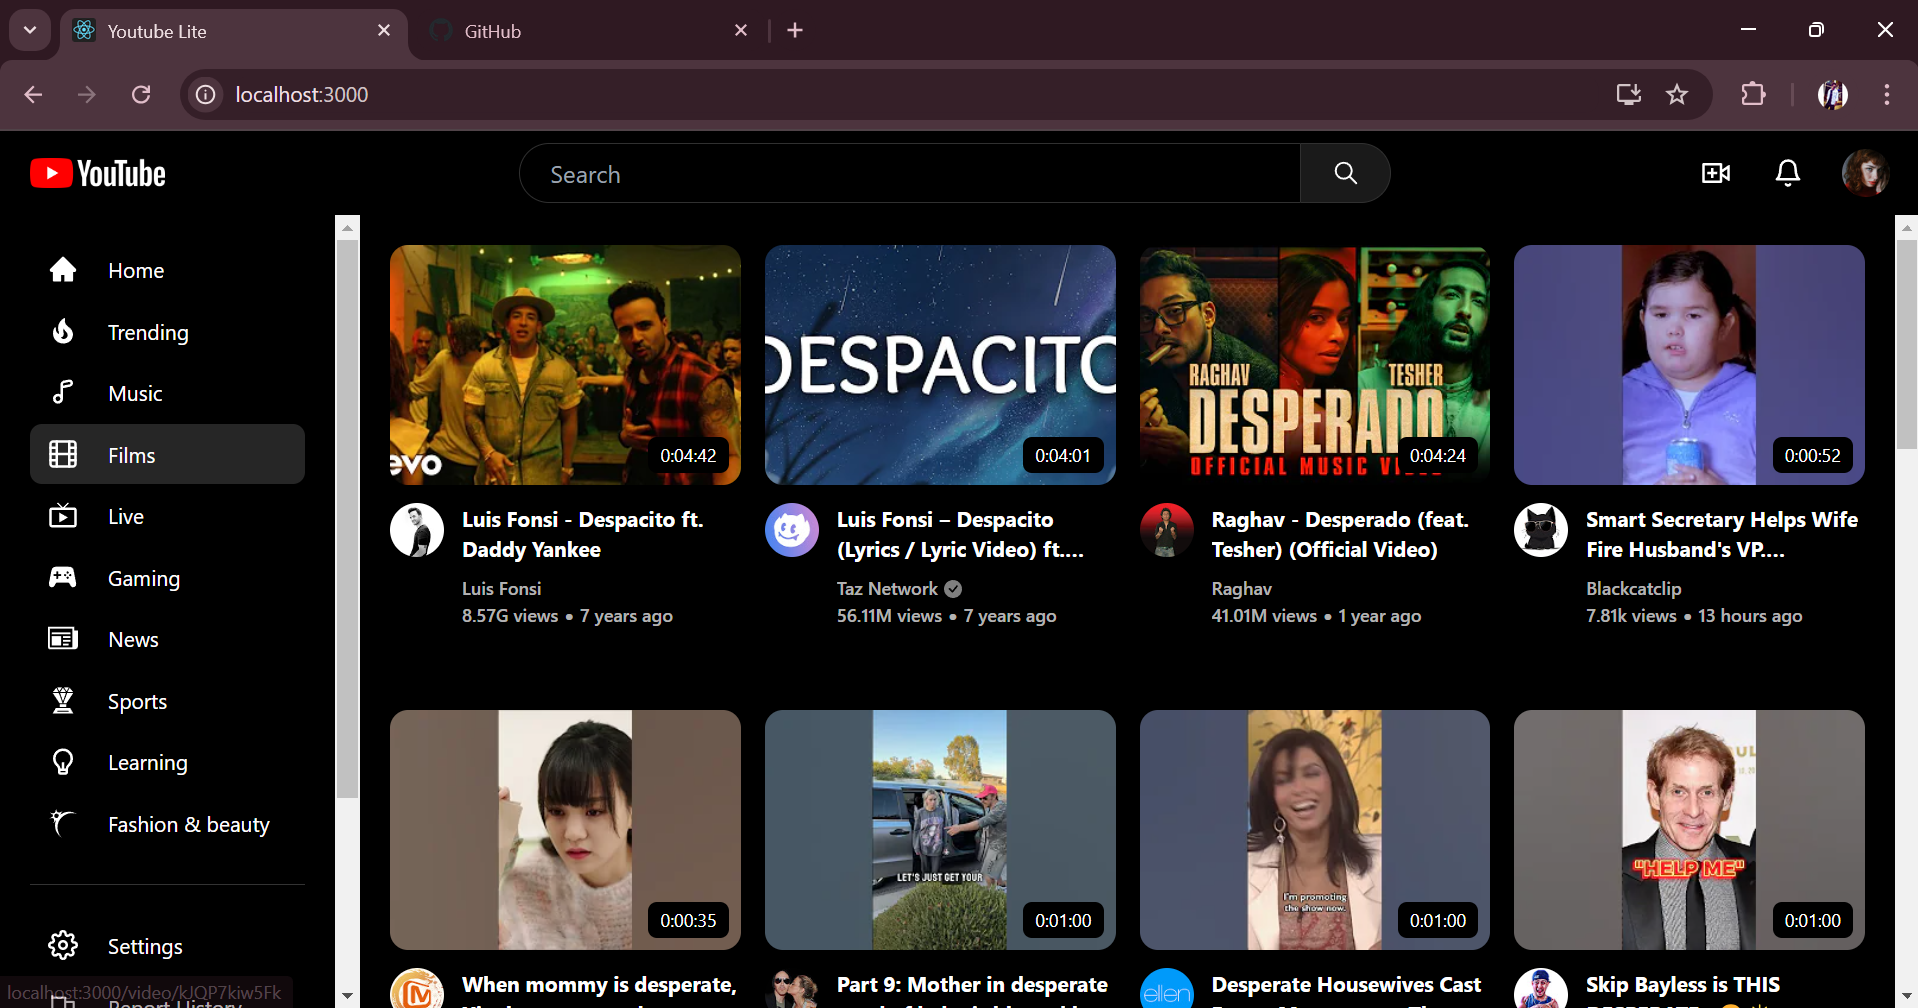 Youtube Lite
GitHub
localhost:3000
YouTube
Search
Home
Trending
Music
Films
Live
Gaming
News
Sports
Learning
Fashion & beauty
Settings
localhost:3000/video/kJQP7kiw5Fk
Report History
evo
0:04:42
Luis Fonsi - Despacito ft.
Daddy Yankee
Luis Fonsi
8.57G views • 7 years ago
DESPACITO
0:04:01
Luis Fonsi – Despacito
(Lyrics / Lyric Video) ft....
Taz Network
56.11M views • 7 years ago
RAGHAV
TESHER
DESPERADO
OFFICIAL MUSIC
0:04:24
Raghav - Desperado (feat.
Tesher) (Official Video)
Raghav
41.01M views • 1 year ago
0:00:52
Smart Secretary Helps Wife
Fire Husband's VP....
Blackcatclip
7.81k views • 13 hours ago
0:00:35
When mommy is desperate,
LET'S JUST GET YOUR
0:01:00
Part 9: Mother in desperate
I'm promoting
the show now.
0:01:00
ellen
Desperate Housewives Cast
"HELP ME"
0:01:00
Skip Bayless is THIS